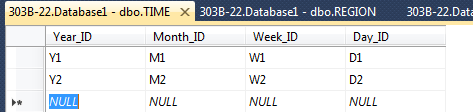 303B-22.Database1 - dbo.TIME × 303B-22.Database1 - dbo.REGION 303B-22.Dat
Year_ID Month_ID Week_ID Day_ID
Y1 M1 W1 D1
Y2 M2 W2 D2
NULL NULL NULL NULL